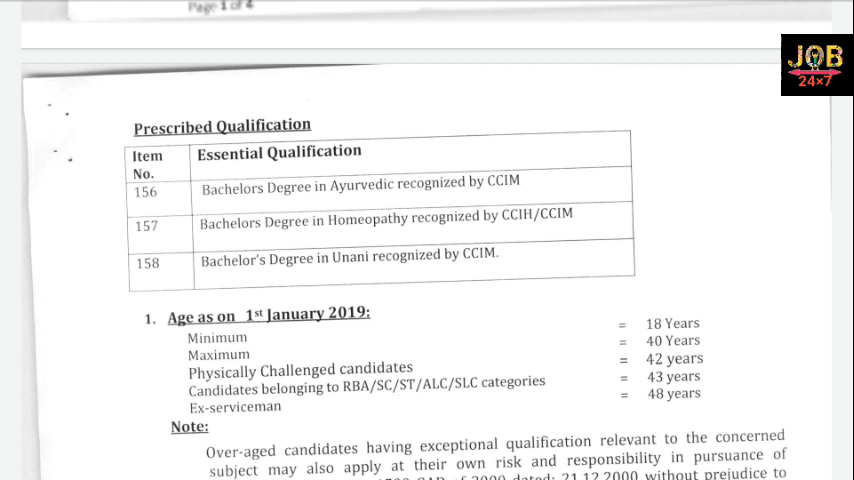 Page 1 of 4
JOB
24×7
Prescribed Qualification
Item No. Essential Qualification
156 Bachelors Degree in Ayurvedic recognized by CCIM
157 Bachelors Degree in Homeopathy recognized by CCIH/CCIM
158 Bachelor's Degree in Unani recognized by CCIM.
1. Age as on 1st January 2019:
Minimum = 18 Years
Maximum = 40 Years
Physically Challenged candidates = 42 years
Candidates belonging to RBA/SC/ST/ALC/SLC categories = 43 years
Ex-serviceman = 48 years
Note:
Over-aged candidates having exceptional qualification relevant to the concerned
subject may also apply at their own risk and responsibility in pursuance of
of 2000 dated: 21.12.2000 without prejudice to